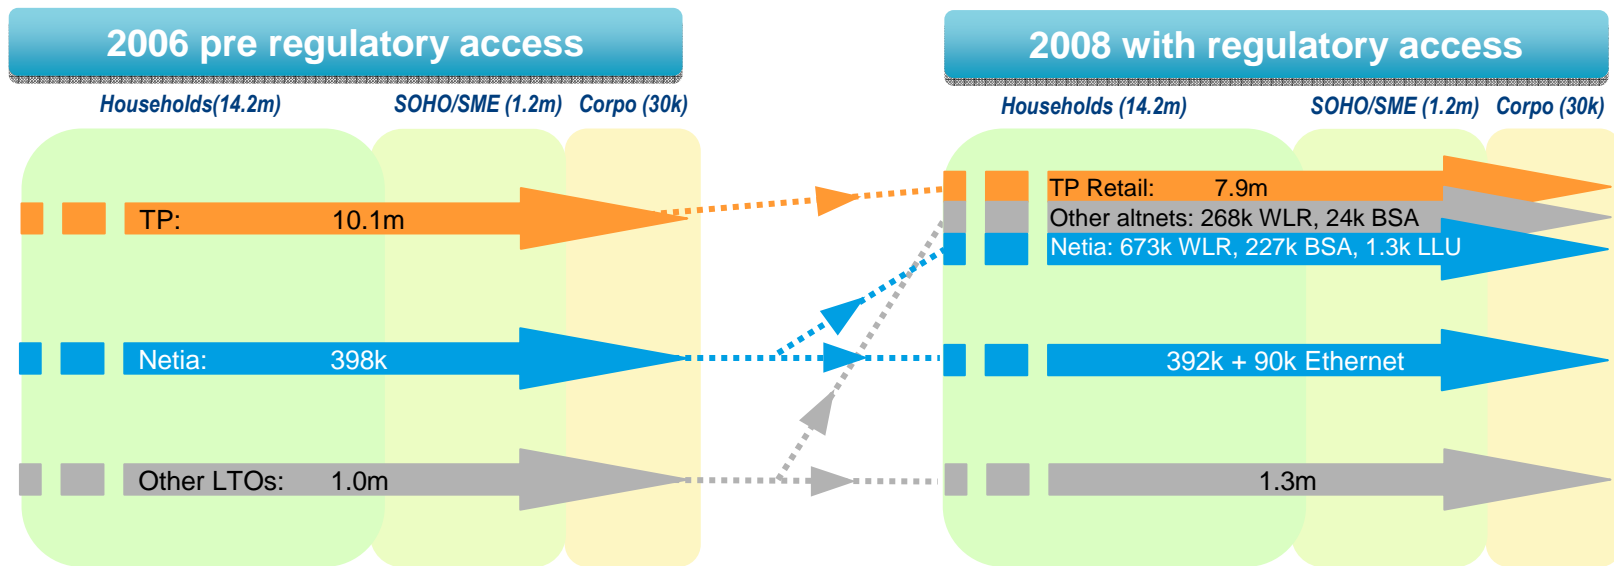 2006 pre regulatory access
Households(14.2m) SOHO/SME (1.2m) Corpo (30k)
TP: 10.1m
Netia: 398k
Other LTOs: 1.0m
2008 with regulatory access
Households (14.2m) SOHO/SME (1.2m) Corpo (30k)
TP Retail: 7.9m
Other altnets: 268k WLR, 24k BSA
Netia: 673k WLR, 227k BSA, 1.3k LLU
392k + 90k Ethernet
1.3m